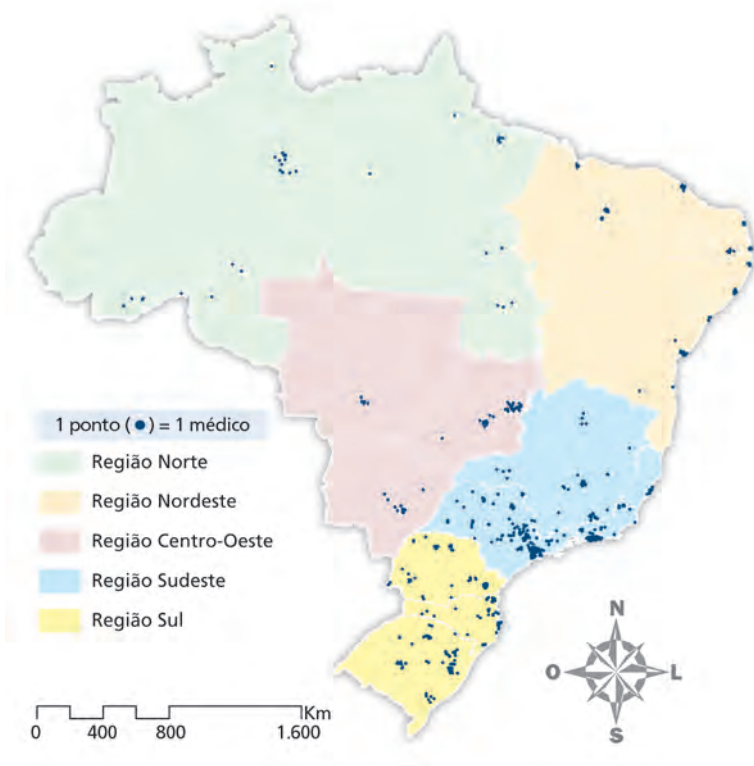 1 ponto (●) = 1 médico
Região Norte
Região Nordeste
Região Centro-Oeste
Região Sudeste
Região Sul
N
O
L
S
Km
0 400 800 1.600